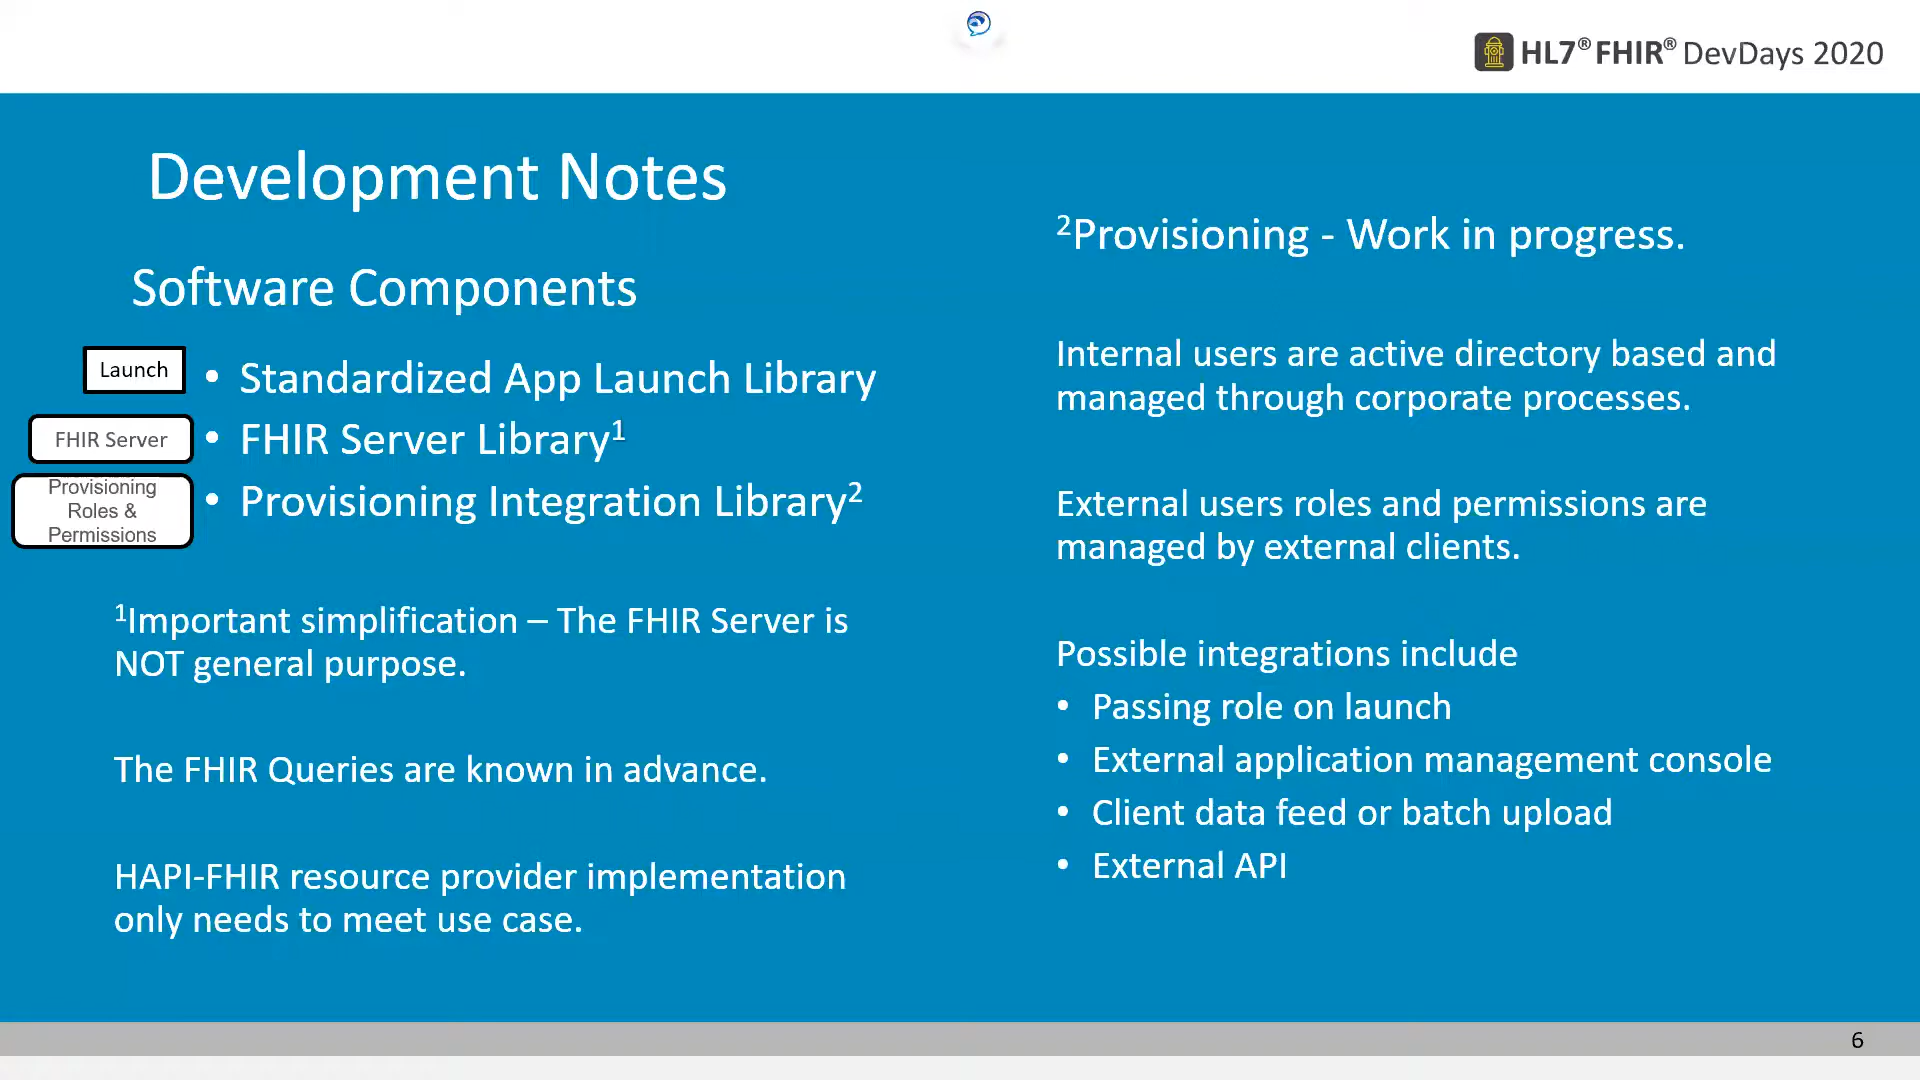 HL7® FHIR® DevDays 2020
Development Notes
Software Components
Launch
• Standardized App Launch Library
FHIR Server
• FHIR Server Library¹
Provisioning
Roles &
Permissions
• Provisioning Integration Library²
¹Important simplification – The FHIR Server is
NOT general purpose.
The FHIR Queries are known in advance.
HAPI-FHIR resource provider implementation
only needs to meet use case.
²Provisioning - Work in progress.
Internal users are active directory based and
managed through corporate processes.
External users roles and permissions are
managed by external clients.
Possible integrations include
• Passing role on launch
• External application management console
• Client data feed or batch upload
• External API
6